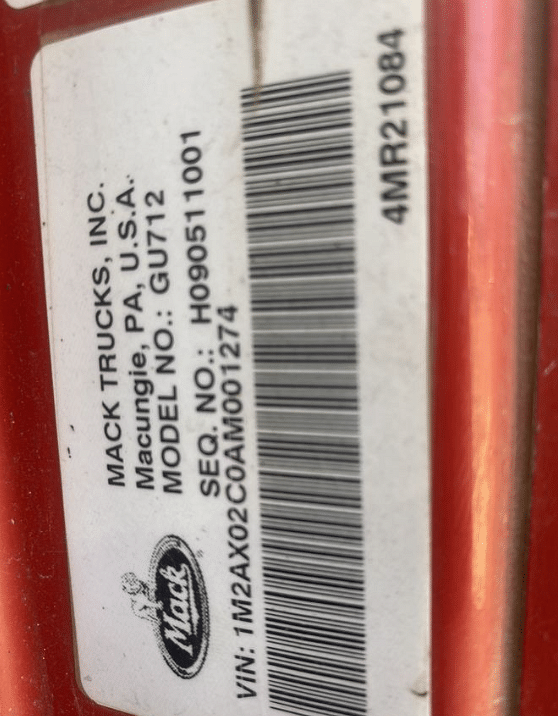 MACK TRUCKS, INC.
Macungie, PA, U.S.A.
MODEL NO.: GU712
SEQ. NO.: H090511001
Mack
VIN: 1M2AX02C0AM001274
4MR21084